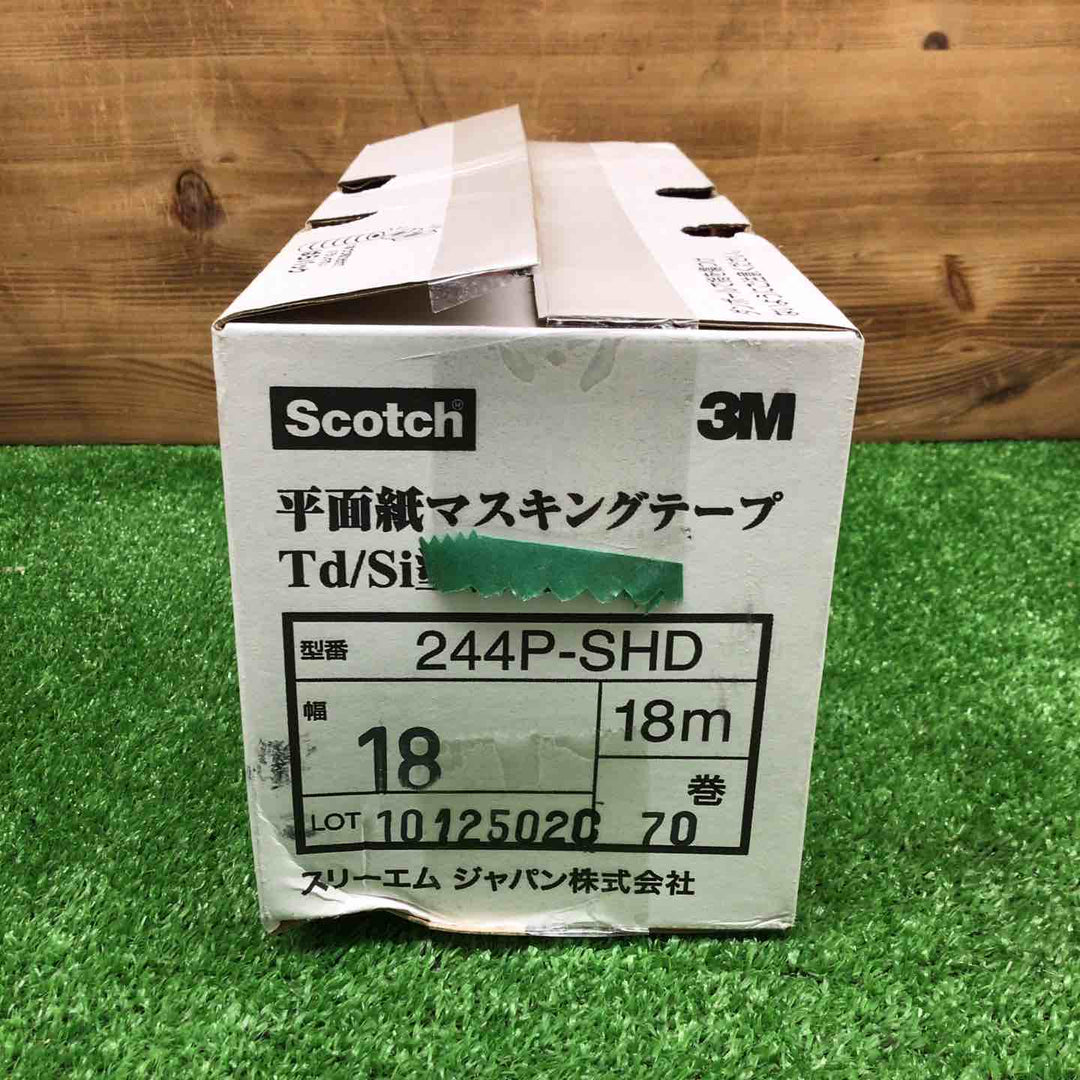 Scotch® 3M
平面紙マスキングテープ
Td/Si
型番 244P-SHD
幅 18 18m
巻 70
LOT 10125020
スリーエム ジャパン株式会社